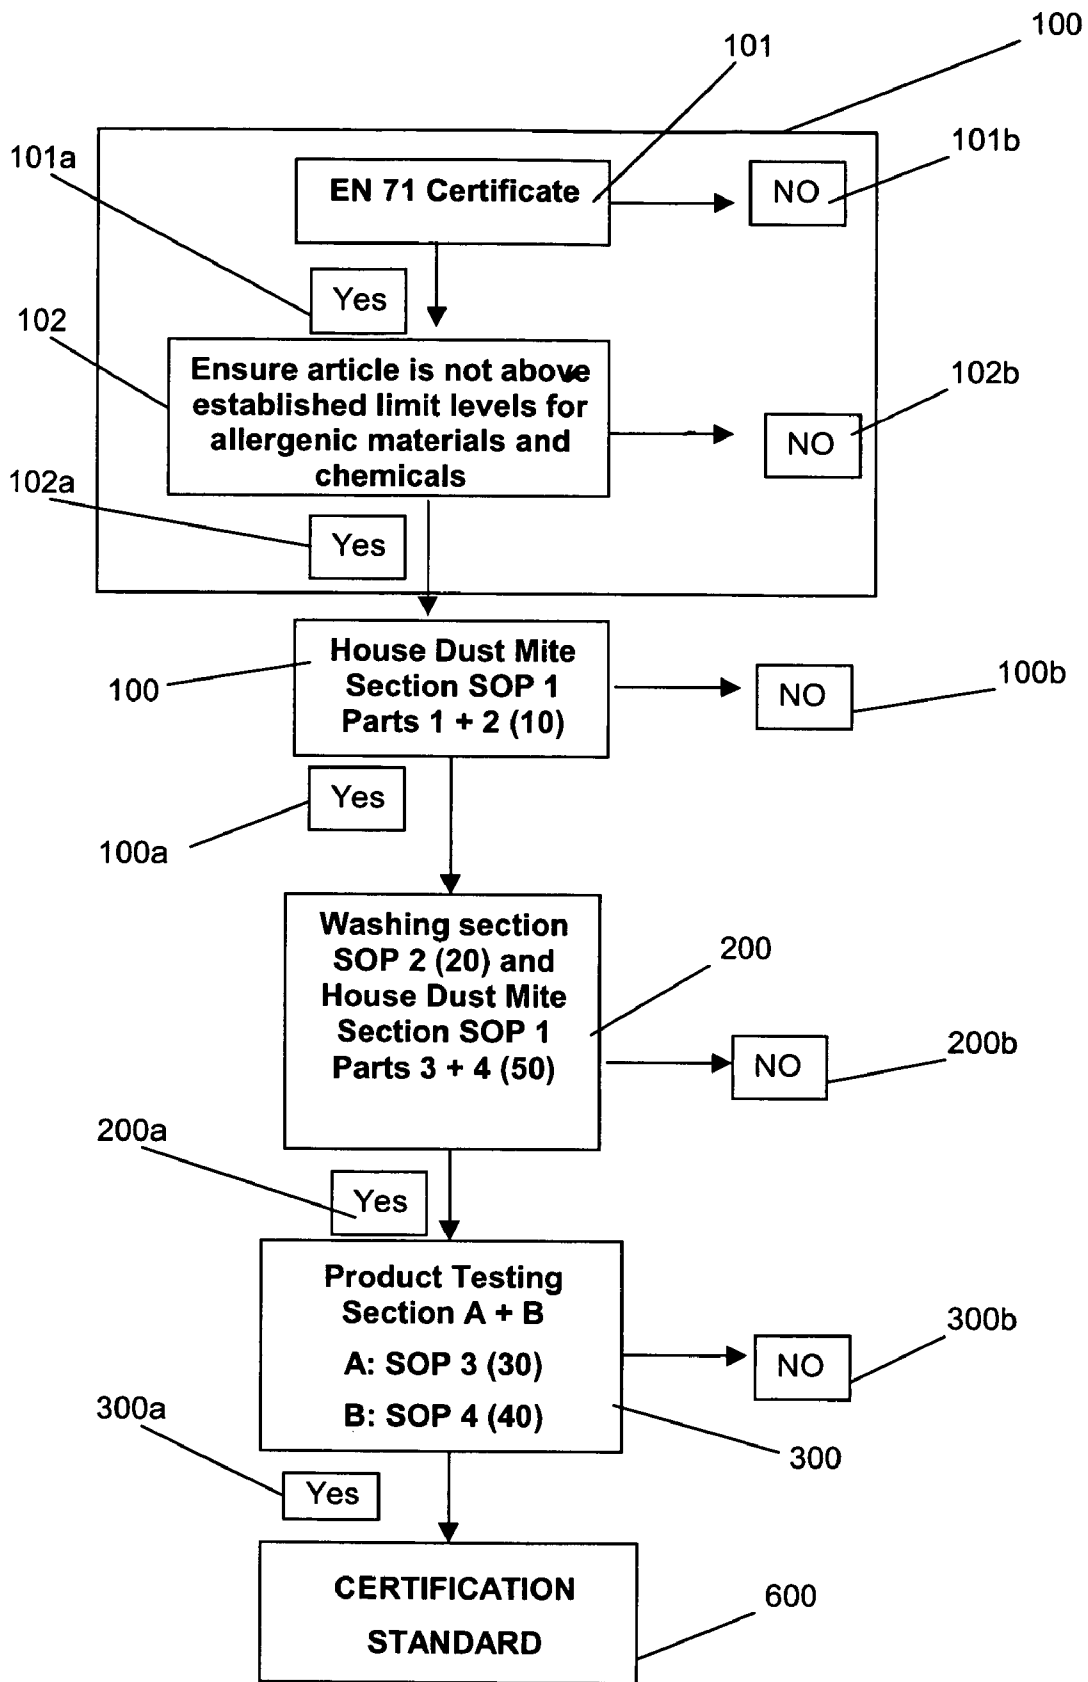 100
101
101a
EN 71 Certificate
NO
101b
Yes
102
Ensure article is not above
established limit levels for
allergenic materials and
chemicals
NO
102b
102a
Yes
House Dust Mite
Section SOP 1
Parts 1 + 2 (10)
100
NO
100b
Yes
100a
Washing section
SOP 2 (20) and
House Dust Mite
Section SOP 1
Parts 3 + 4 (50)
200
NO
200b
200a
Yes
Product Testing
Section A + B
A: SOP 3 (30)
B: SOP 4 (40)
NO
300b
300
300a
Yes
CERTIFICATION
STANDARD
600